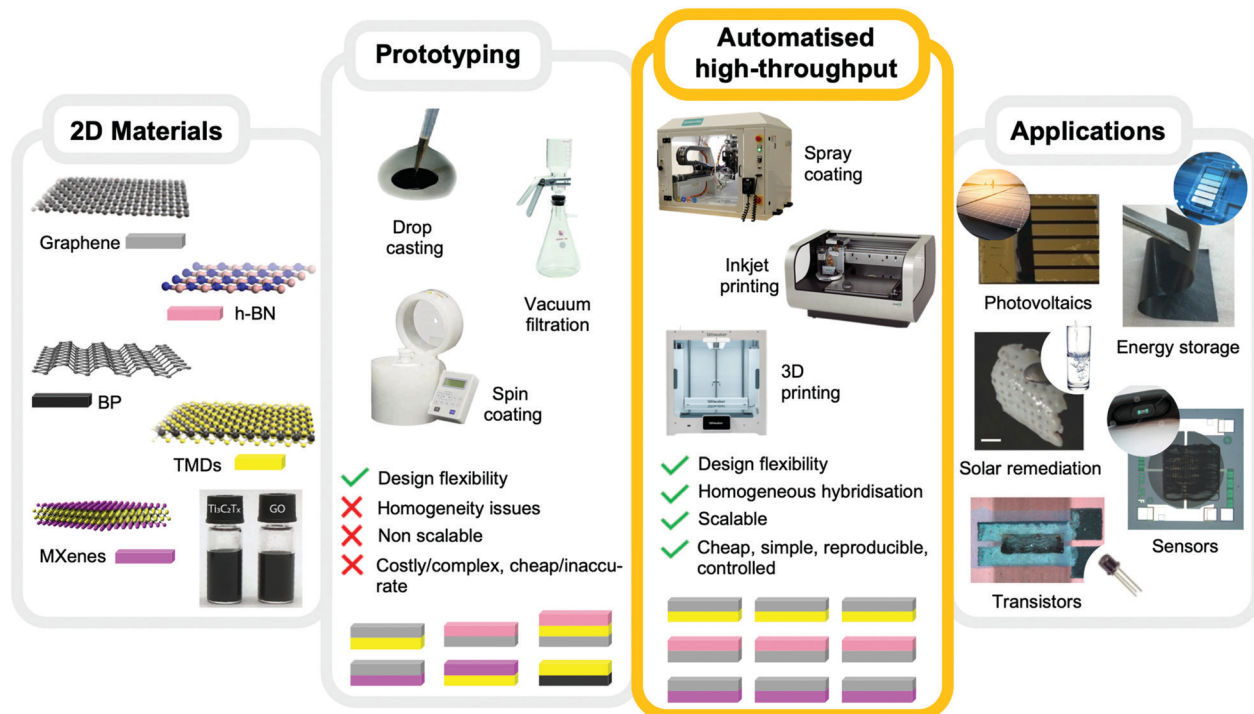 2D Materials
Graphene
h-BN
BP
TMDs
MXenes
Ti₃C₂Tx
GO
Prototyping
Drop
casting
Vacuum
filtration
Spin
coating
Design flexibility
Homogeneity issues
Non scalable
Costly/complex, cheap/inaccu-
rate
Automatised
high-throughput
Spray
coating
Inkjet
printing
3D
printing
Design flexibility
Homogeneous hybridisation
Scalable
Cheap, simple, reproducible,
controlled
Applications
Photovoltaics
Energy storage
Solar remediation
Sensors
Transistors